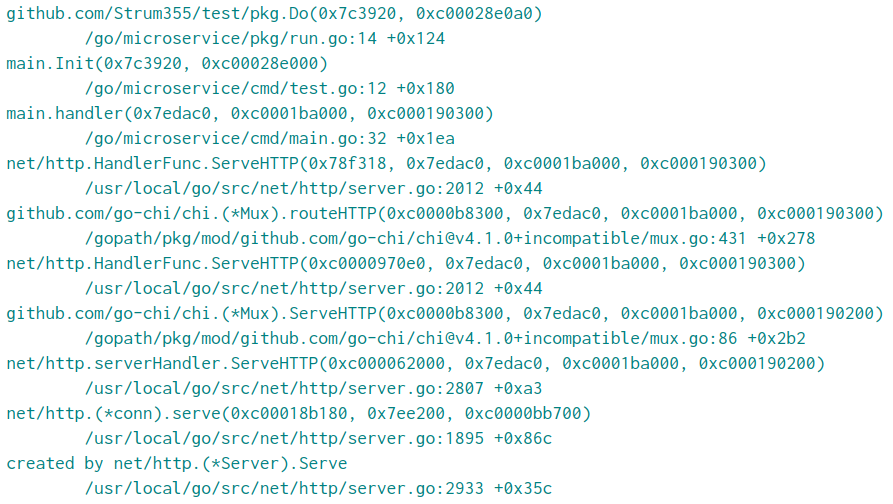 github.com/Strum355/test/pkg.Do(0x7c3920, 0xc00028e0a0)
/go/microservice/pkg/run.go:14 +0x124
main.Init(0x7c3920, 0xc00028e000)
/go/microservice/cmd/test.go:12 +0x180
main.handler(0x7edac0, 0xc0001ba000, 0xc000190300)
/go/microservice/cmd/main.go:32 +0x1ea
net/http.HandlerFunc.ServeHTTP(0x78f318, 0x7edac0, 0xc0001ba000, 0xc000190300)
/usr/local/go/src/net/http/server.go:2012 +0x44
github.com/go-chi/chi.(*Mux).routeHTTP(0xc0000b8300, 0x7edac0, 0xc0001ba000, 0xc000190300)
/gopath/pkg/mod/github.com/go-chi/chi@v4.1.0+incompatible/mux.go:431 +0x278
net/http.HandlerFunc.ServeHTTP(0xc0000970e0, 0x7edac0, 0xc0001ba000, 0xc000190300)
/usr/local/go/src/net/http/server.go:2012 +0x44
github.com/go-chi/chi.(*Mux).ServeHTTP(0xc0000b8300, 0x7edac0, 0xc0001ba000, 0xc000190200)
/gopath/pkg/mod/github.com/go-chi/chi@v4.1.0+incompatible/mux.go:86 +0x2b2
net/http.serverHandler.ServeHTTP(0xc000062000, 0x7edac0, 0xc0001ba000, 0xc000190200)
/usr/local/go/src/net/http/server.go:2807 +0xa3
net/http.(*conn).serve(0xc00018b180, 0x7ee200, 0xc0000bb700)
/usr/local/go/src/net/http/server.go:1895 +0x86c
created by net/http.(*Server).Serve
/usr/local/go/src/net/http/server.go:2933 +0x35c